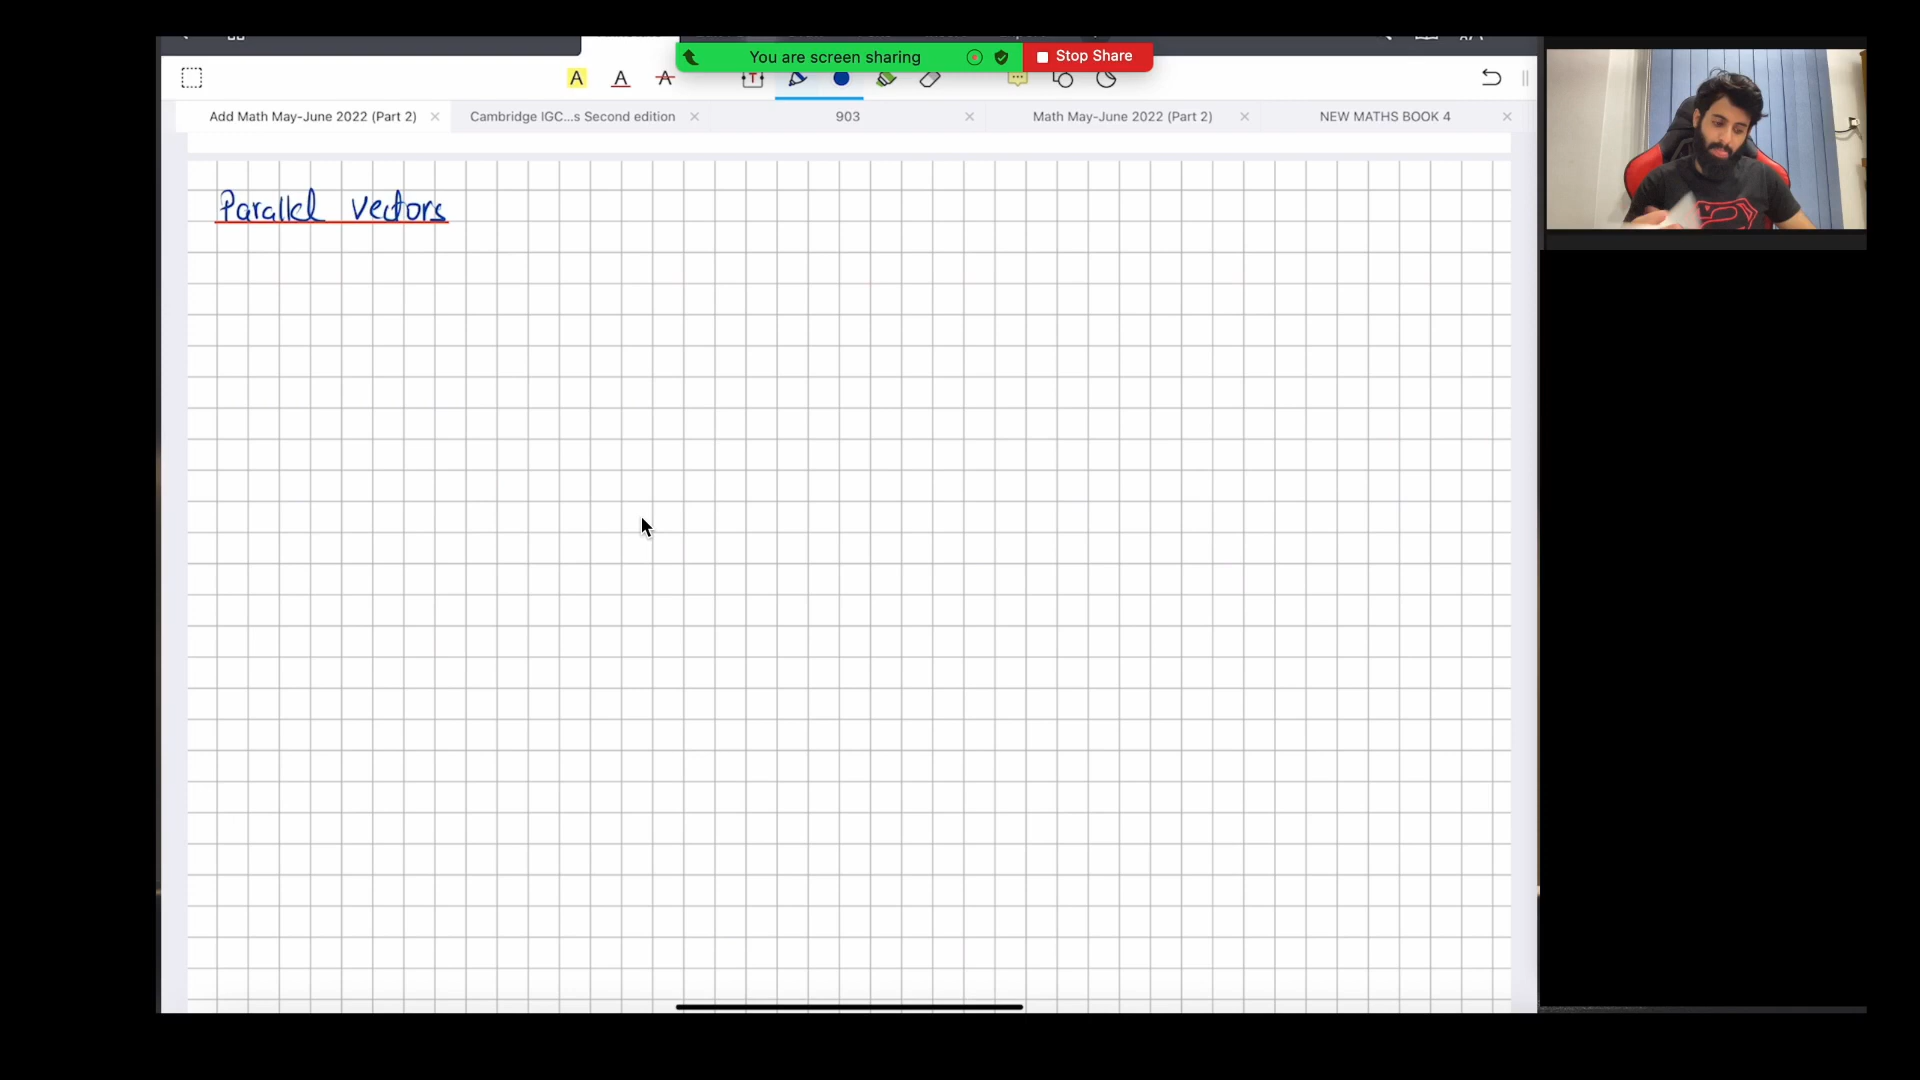 You are screen sharing
Stop Share
A A A T
Add Math May-June 2022 (Part 2)
Cambridge IGC...s Second edition
903
Math May-June 2022 (Part 2)
NEW MATHS BOOK 4
Parallel vectors